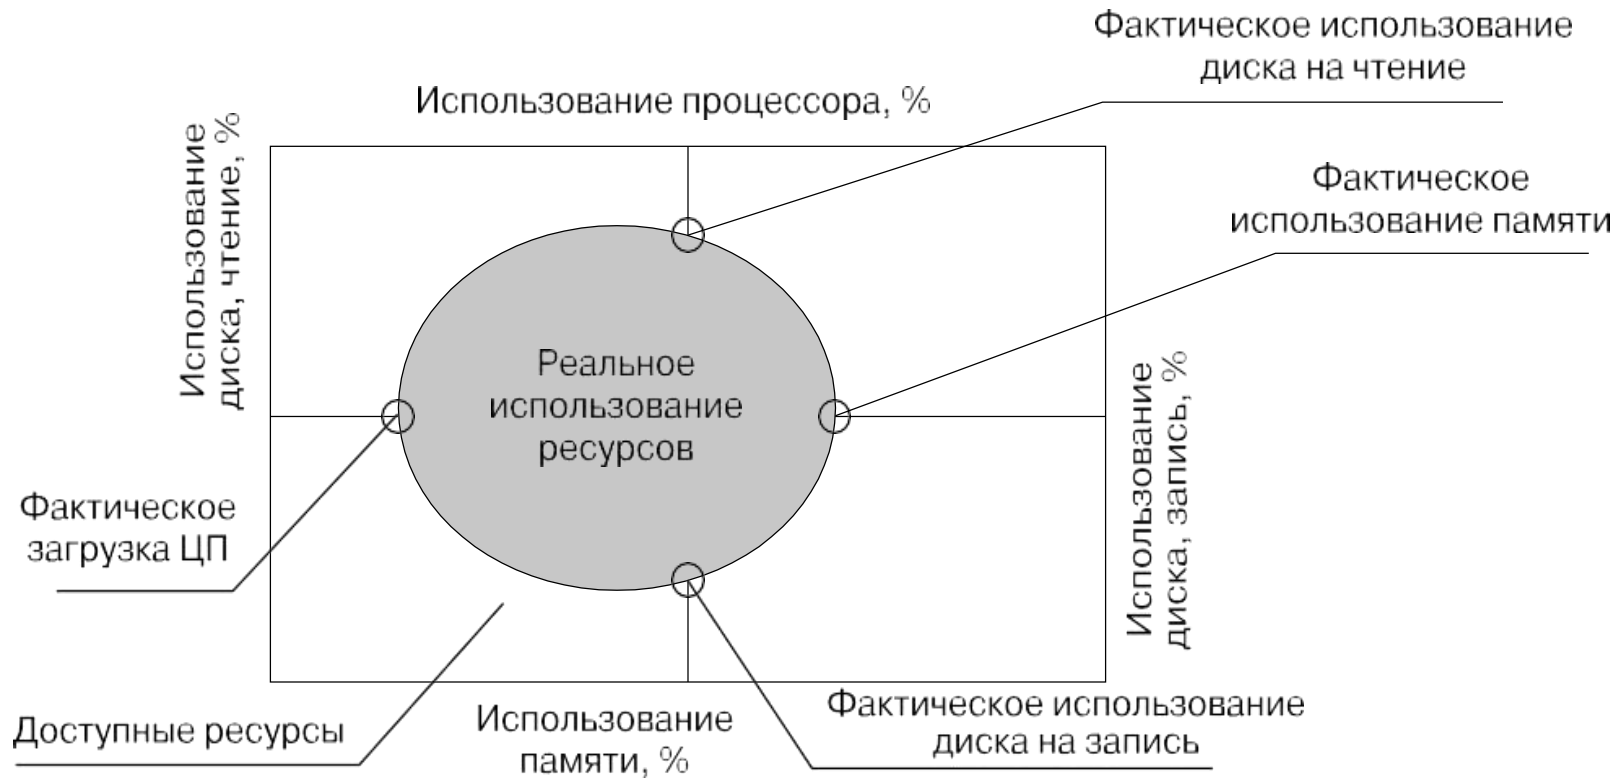 Фактическое использование
диска на чтение
Использование процессора, %
Использование
диска, чтение, %
Фактическое
использование памяти
Реальное
использование
ресурсов
Использование
диска, запись, %
Фактическое
загрузка ЦП
Доступные ресурсы
Использование
памяти, %
Фактическое использование
диска на запись